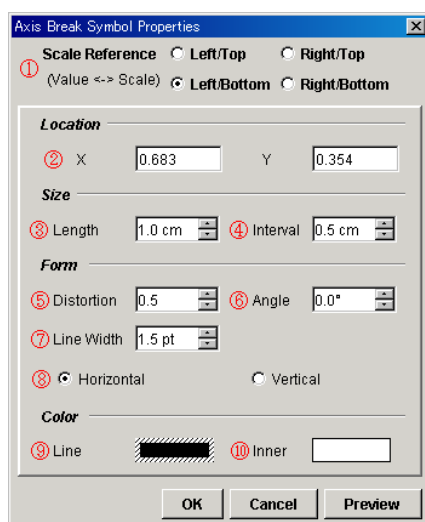 Axis Break Symbol Properties
Scale Reference Left/Top Right/Top
① (Value <-> Scale) Left/Bottom Right/Bottom
Location
② X 0.683 Y 0.354
Size
③ Length 1.0 cm ④ Interval 0.5 cm
Form
⑤ Distortion 0.5 ⑥ Angle 0.0°
⑦ Line Width 1.5 pt
⑧ Horizontal Vertical
Color
⑨ Line ⑩ Inner
OK Cancel Preview